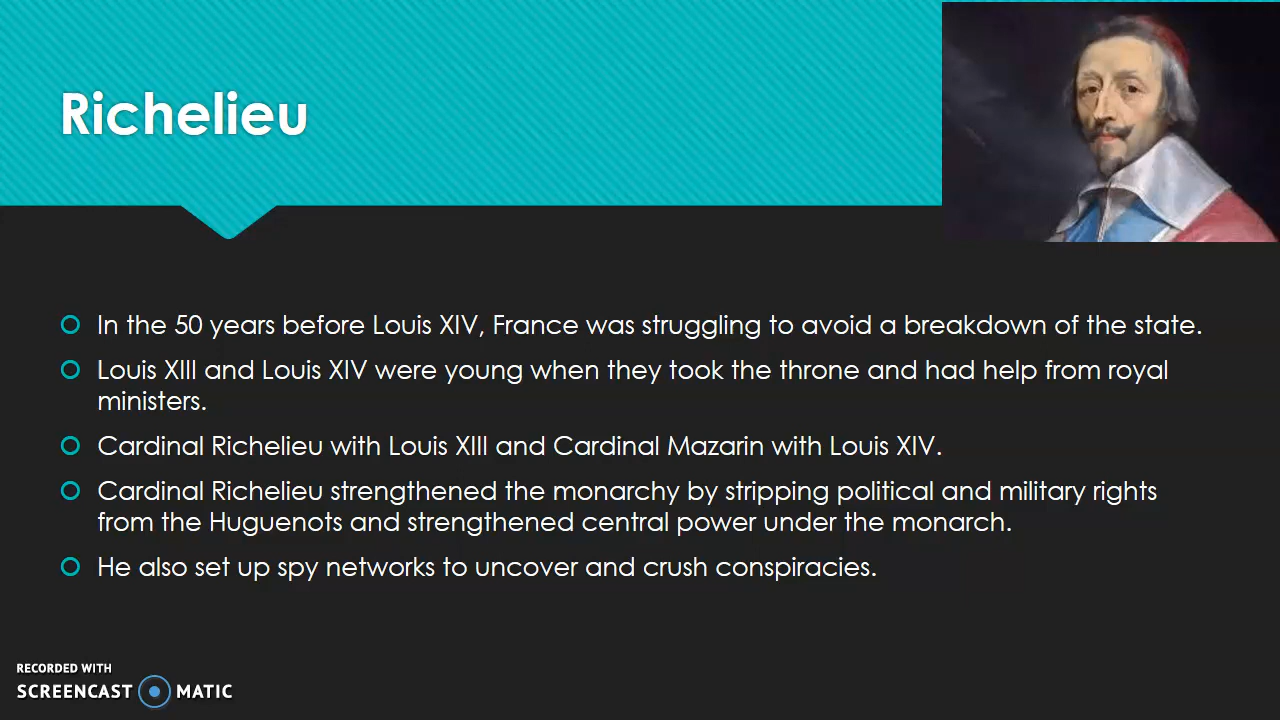 Richelieu
In the 50 years before Louis XIV, France was struggling to avoid a breakdown of the state.
Louis XIII and Louis XIV were young when they took the throne and had help from royal
ministers.
Cardinal Richelieu with Louis XIII and Cardinal Mazarin with Louis XIV.
Cardinal Richelieu strengthened the monarchy by stripping political and military rights
from the Huguenots and strengthened central power under the monarch.
He also set up spy networks to uncover and crush conspiracies.
RECORDED WITH
SCREENCAST MATIC